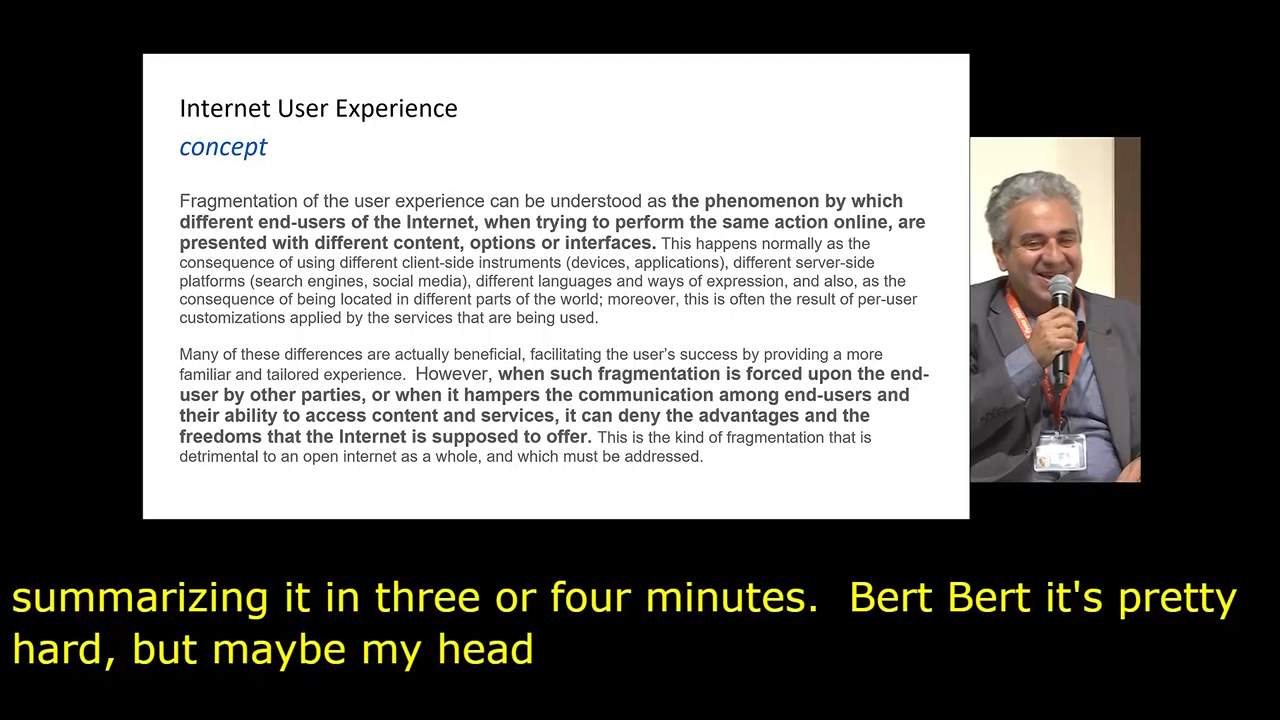 Internet User Experience
concept
Fragmentation of the user experience can be understood as the phenomenon by which
different end-users of the Internet, when trying to perform the same action online, are
presented with different content, options or interfaces. This happens normally as the
consequence of using different client-side instruments (devices, applications), different server-side
platforms (search engines, social media), different languages and ways of expression, and also, as the
consequence of being located in different parts of the world; moreover, this is often the result of per-user
customizations applied by the services that are being used.
Many of these differences are actually beneficial, facilitating the user's success by providing a more
familiar and tailored experience. However, when such fragmentation is forced upon the end-
user by other parties, or when it hampers the communication among end-users and
their ability to access content and services, it can deny the advantages and the
freedoms that the Internet is supposed to offer. This is the kind of fragmentation that is
detrimental to an open internet as a whole, and which must be addressed.
summarizing it in three or four minutes.  Bert Bert it's pretty
hard, but maybe my head